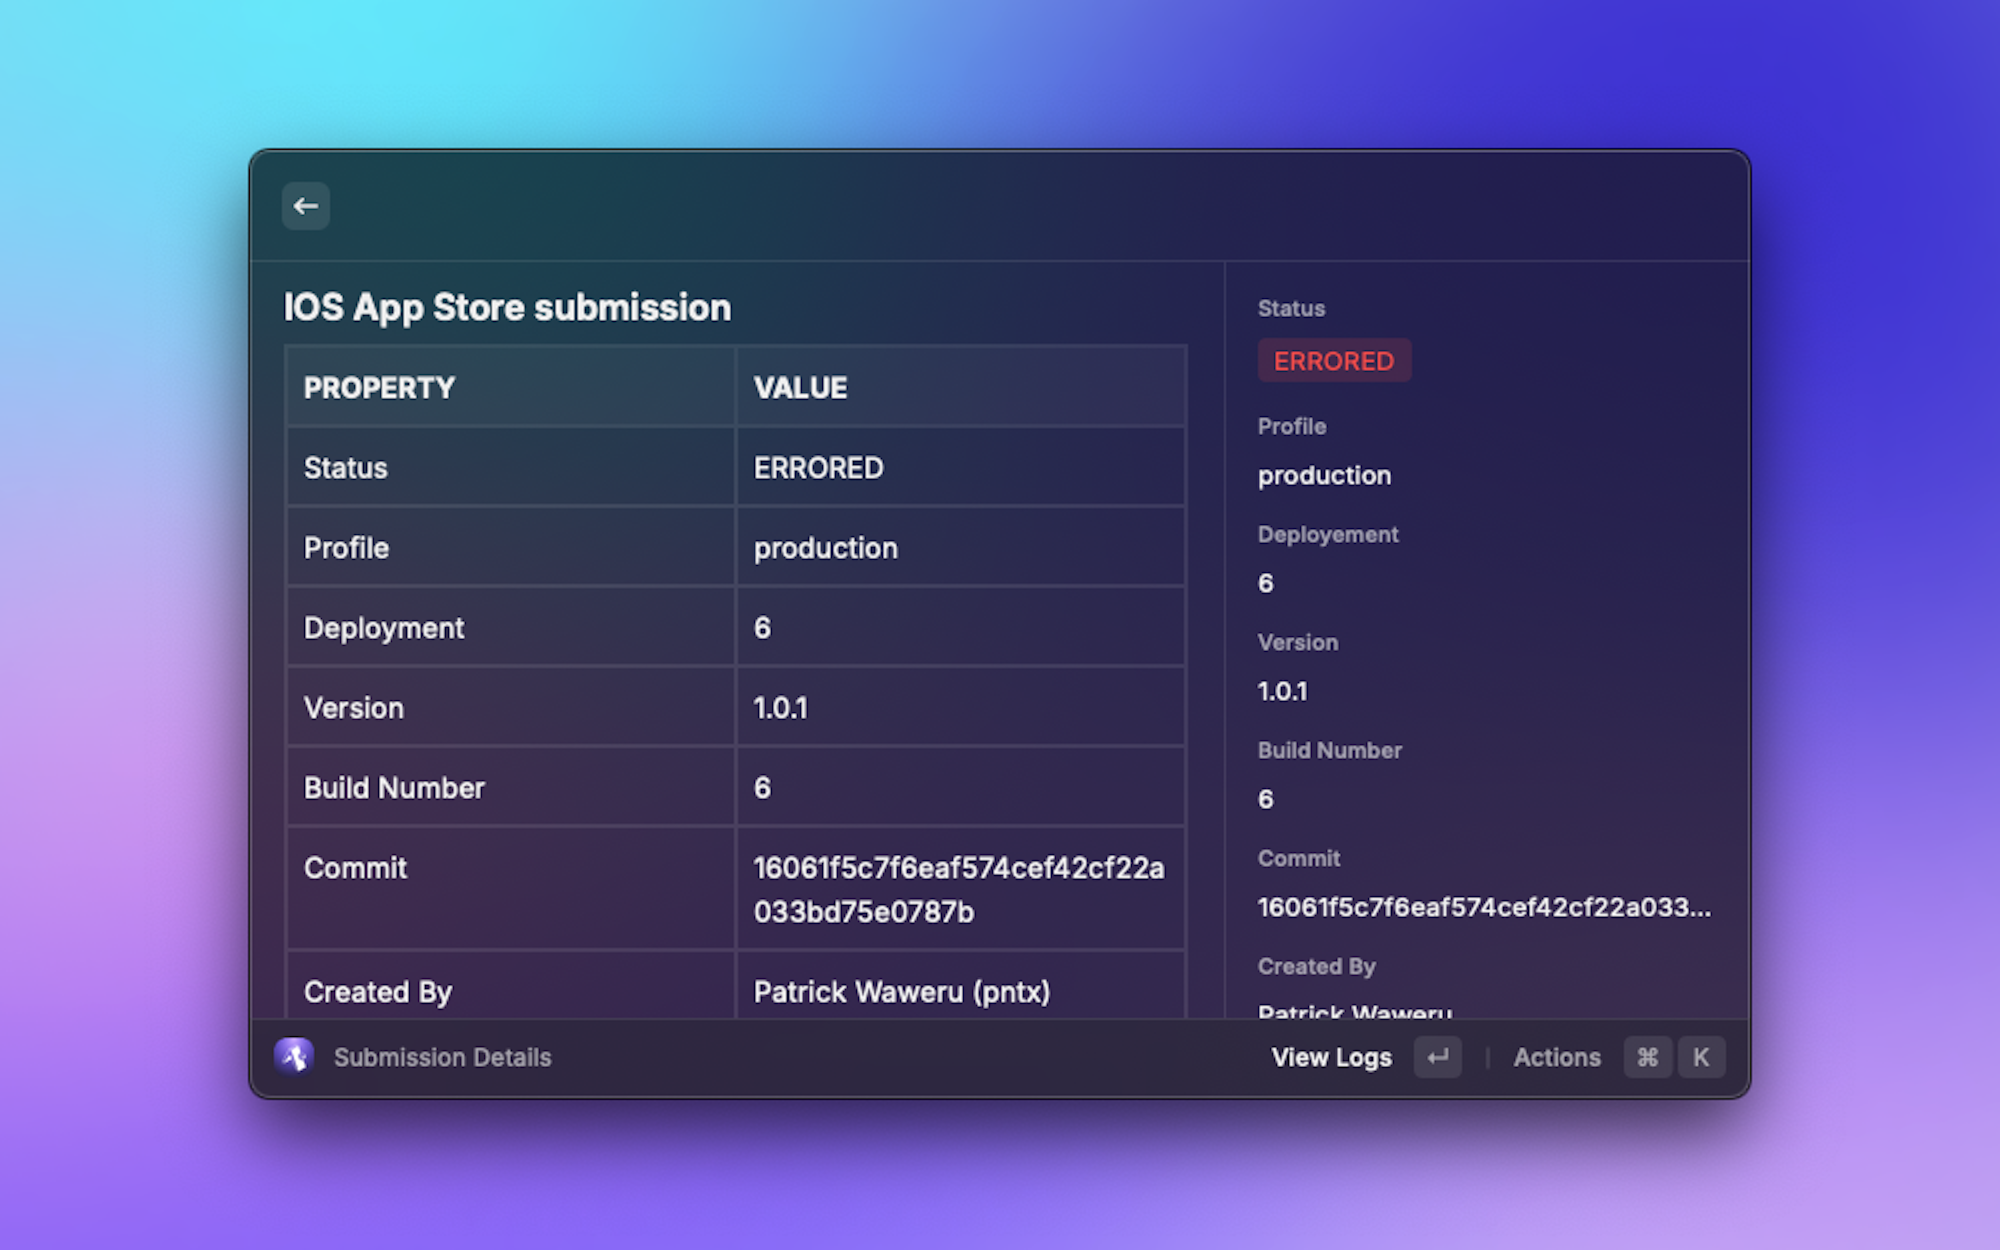 IOS App Store submission
PROPERTY VALUE
Status ERRORED
Profile production
Deployment 6
Version 1.0.1
Build Number 6
Commit 16061f5c7f6eaf574cef42cf22a
033bd75e0787b
Created By Patrick Waweru (pntx)
Status
ERRORED
Profile
production
Deployement
6
Version
1.0.1
Build Number
6
Commit
16061f5c7f6eaf574cef42cf22a033...
Created By
Patrick Waweru
Submission Details View Logs ↵ Actions ⌘ K